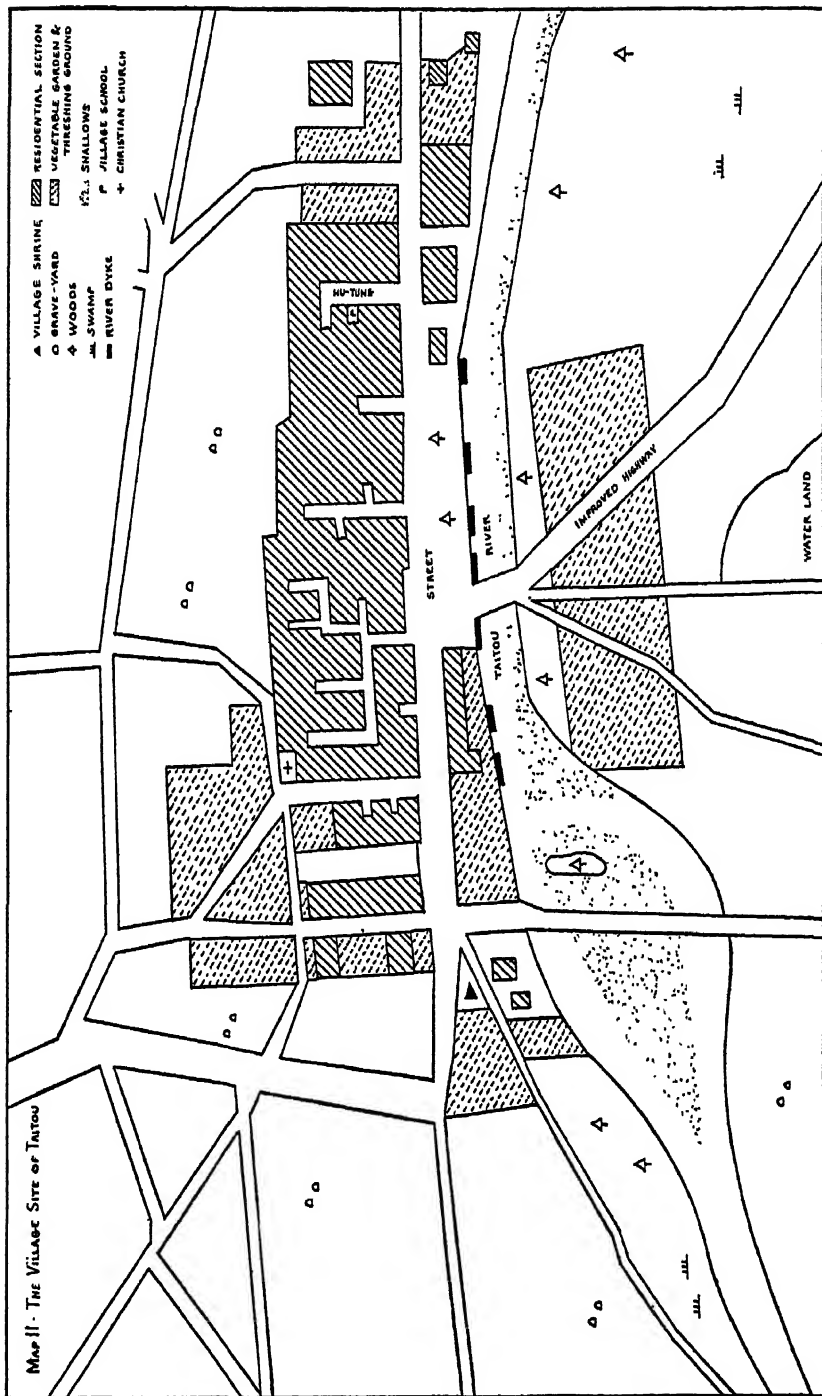 MAP II - THE VILLAGE SITE OF TAITOU
▲ VILLAGE SHRINE
GRAVE-YARD
WOODS
SWAMP
RIVER DYKE
RESIDENTIAL SECTION
VEGETABLE GARDEN &
THRESHING GROUND
SHALLOWS
VILLAGE SCHOOL
+ CHRISTIAN CHURCH
HU-TUNG
STREET
TAITOU
RIVER
IMPROVED HIGHWAY
WATER LAND